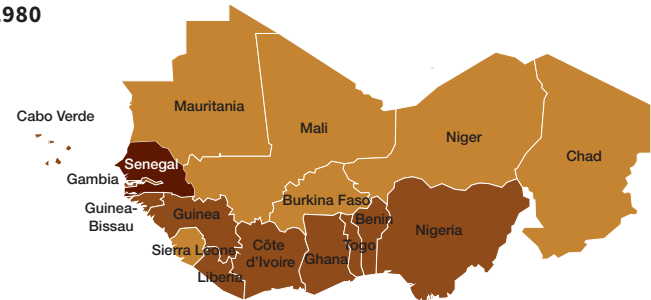 1980
Cabo Verde
Mauritania
Mali
Niger
Chad
Senegal
Gambia
Guinea-
Bissau
Guinea
Burkina Faso
Benin
Nigeria
Sierra Leone
Côte
d'Ivoire
Togo
Ghana
Liberia